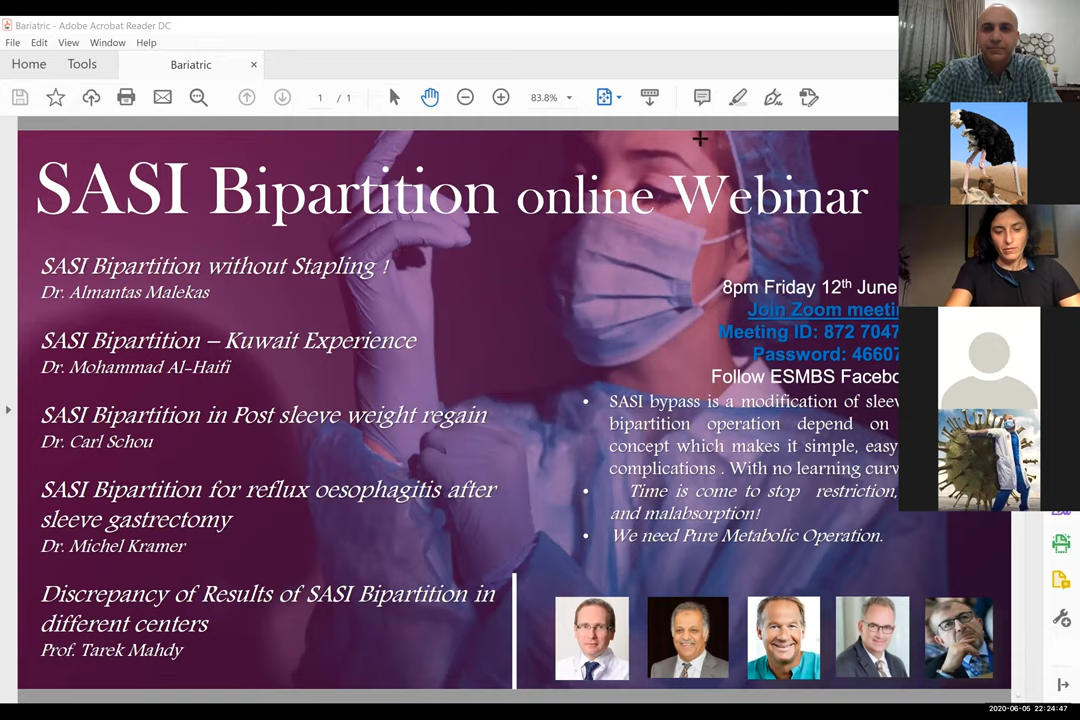 Bariatric - Adobe Acrobat Reader DC
File Edit View Window Help
Home Tools Bariatric ×
1 / 1 83.8%
SASI Bipartition online Webinar
SASI Bipartition without Stapling !
Dr. Almantas Malekas
SASI Bipartition – Kuwait Experience
Dr. Mohammad Al-Haifi
SASI Bipartition in Post sleeve weight regain
Dr. Carl Schou
SASI Bipartition for reflux oesophagitis after
sleeve gastrectomy
Dr. Michel Kramer
Discrepancy of Results of SASI Bipartition in
different centers
Prof. Tarek Mahdy
8pm Friday 12th June
Join Zoom
Meeting ID: 872 7047
Password: 46607
Follow ESMBS
• SASI bypass is a modification of
bipartition operation depend on
concept which makes it simple, easy
complications . With no learning
• Time is come to stop restriction,
and malabsorption!
• We need Pure Metabolic Operation.
2020-06-05 22:24:47